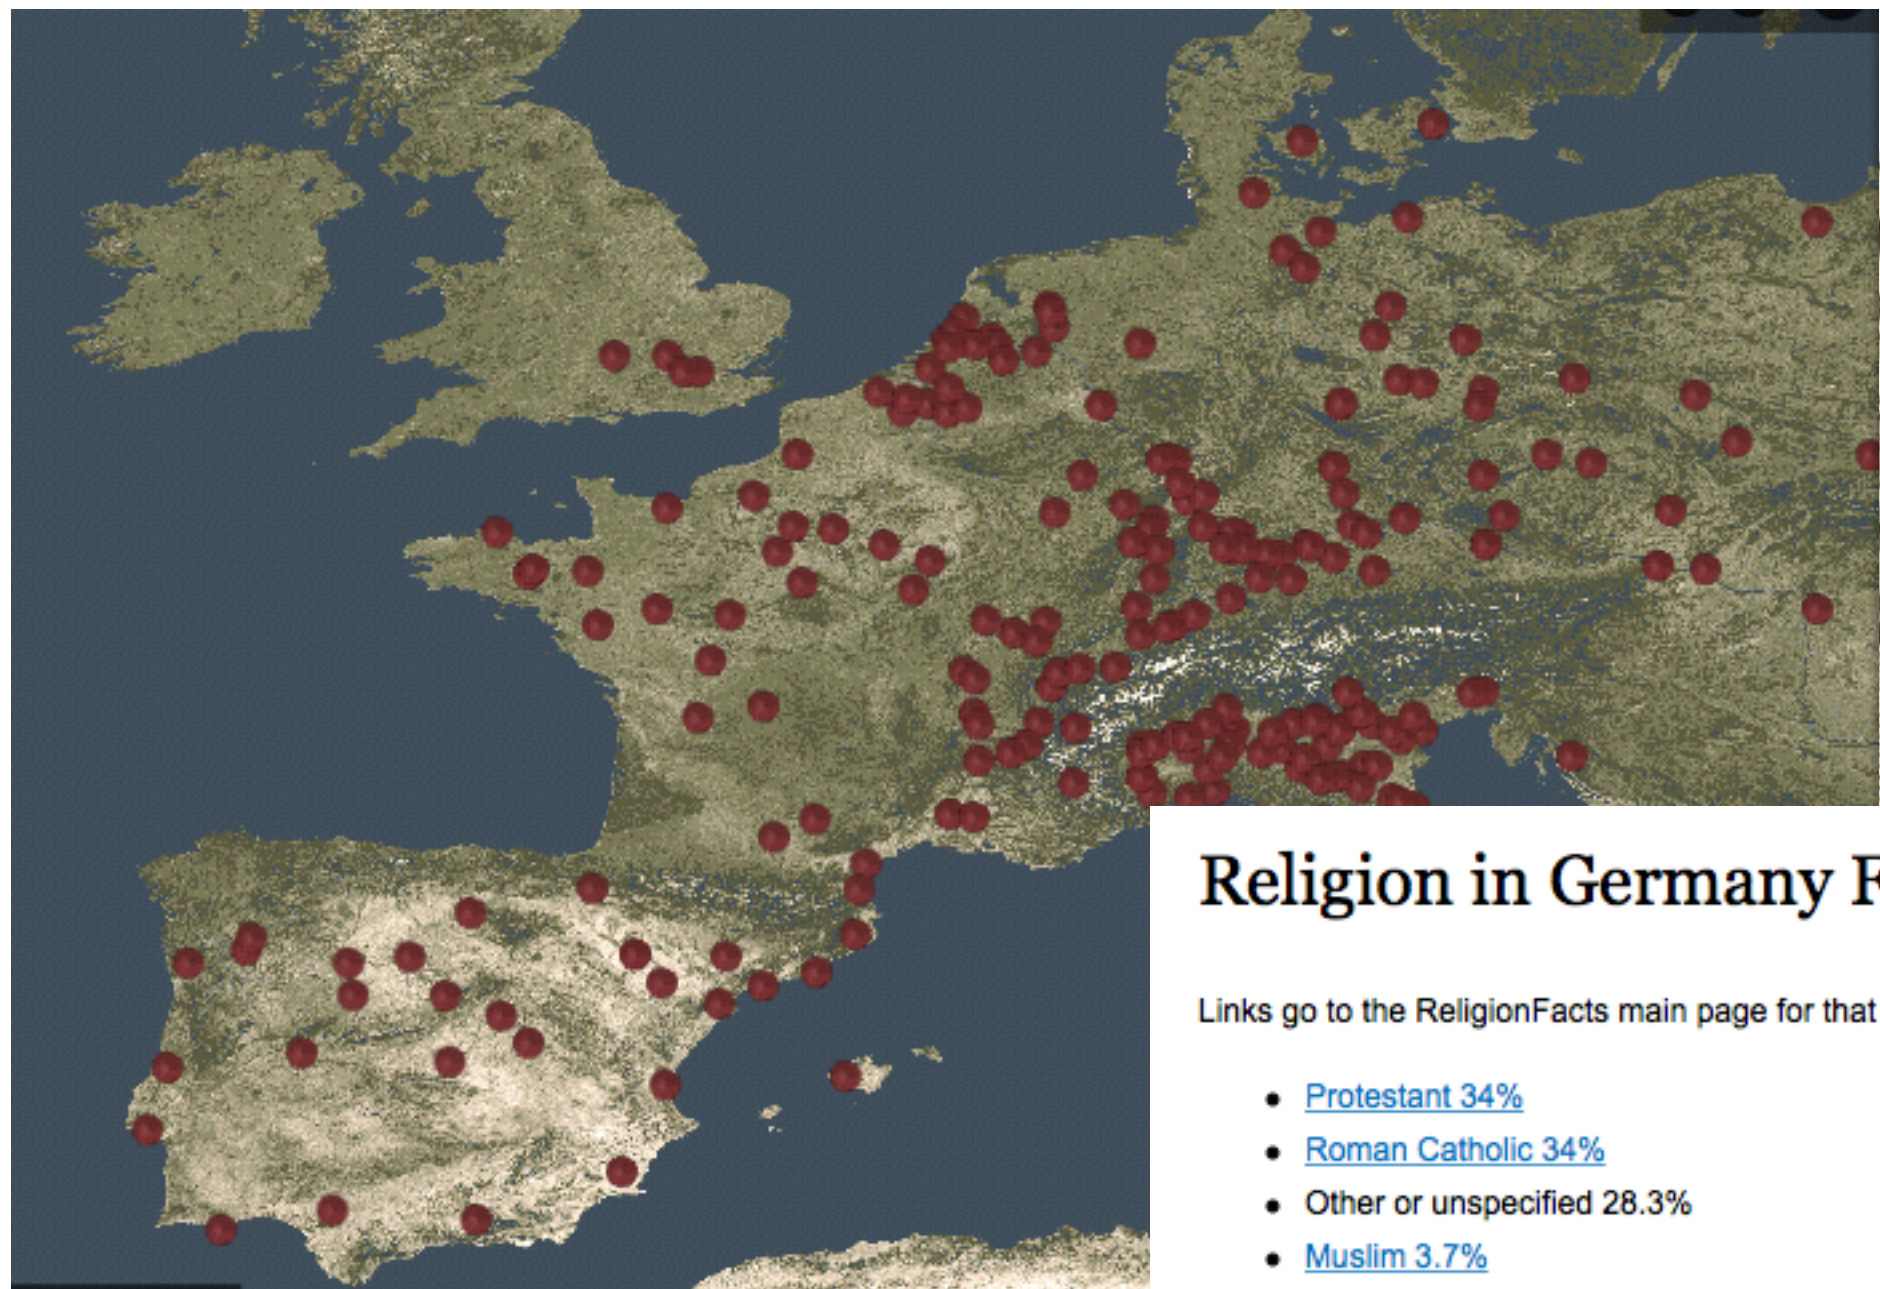 Religion in Germany F
Links go to the ReligionFacts main page for that
Protestant 34%
Roman Catholic 34%
Other or unspecified 28.3%
Muslim 3.7%